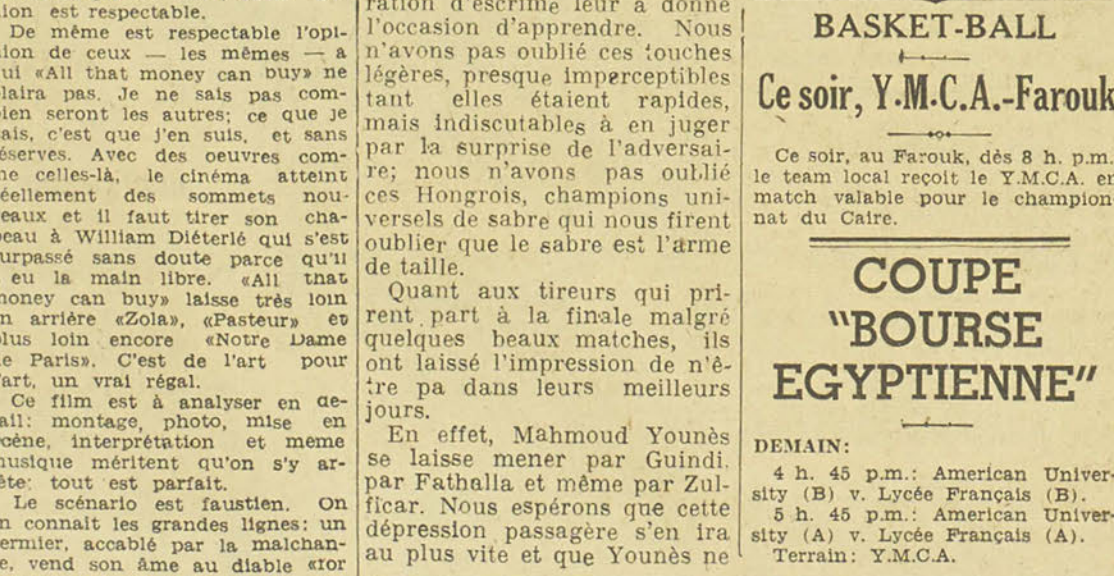 ion est respectable.
De même est respectable l'opi-
ion de ceux — les mêmes — a
ui «All that money can buy» ne
laira pas. Je ne sais pas com-
ien seront les autres; ce que je
ais, c'est que j'en suis, et sans
éserves. Avec des oeuvres com-
e celles-là, le cinéma atteint
éellement des sommets nou-
eaux et il faut tirer son cha-
eau à William Diéterlé qui s'est
urpassé sans doute parce qu'il
eu la main libre. «All that
oney can buy» laisse très loin
n arrière «Zola», «Pasteur» et
lus loin encore «Notre Dame
e Paris». C'est de l'art pour
'art, un vrai régal.
Ce film est à analyser en de-
ail: montage, photo, mise en
cène, interprétation et meme
usique méritent qu'on s'y ar-
ête: tout est parfait.
Le scénario est faustien. On
n connait les grandes lignes: un
ermier, accablé par la malchan-
e, vend son âme au diable «for
ration d'escrime leur a donné
l'occasion d'apprendre. Nous
n'avons pas oublié ces touches
légères, presque imperceptibles
tant elles étaient rapides,
mais indiscutables à en juger
par la surprise de l'adversai-
re; nous n'avons pas oublié
ces Hongrois, champions uni-
versels de sabre qui nous firent
oublier que le sabre est l'arme
de taille.
Quant aux tireurs qui pri-
rent part à la finale malgré
quelques beaux matches, ils
ont laissé l'impression de n'ê-
tre pa dans leurs meilleurs
jours.
En effet, Mahmoud Younès
se laisse mener par Guindi.
par Fathalla et même par Zul-
ficar. Nous espérons que cette
dépression passagère s'en ira
au plus vite et que Younès ne
BASKET-BALL
Ce soir, Y.M.C.A.-Farouk
Ce soir, au Farouk, dès 8 h. p.m.
le team local reçoit le Y.M.C.A. en
match valable pour le champion-
nat du Caire.
COUPE
"BOURSE
EGYPTIENNE"
DEMAIN:
4 h. 45 p.m.: American Univer-
sity (B) v. Lycée Français (B).
5 h. 45 p.m.: American Univer-
sity (A) v. Lycée Français (A).
Terrain: Y.M.C.A.